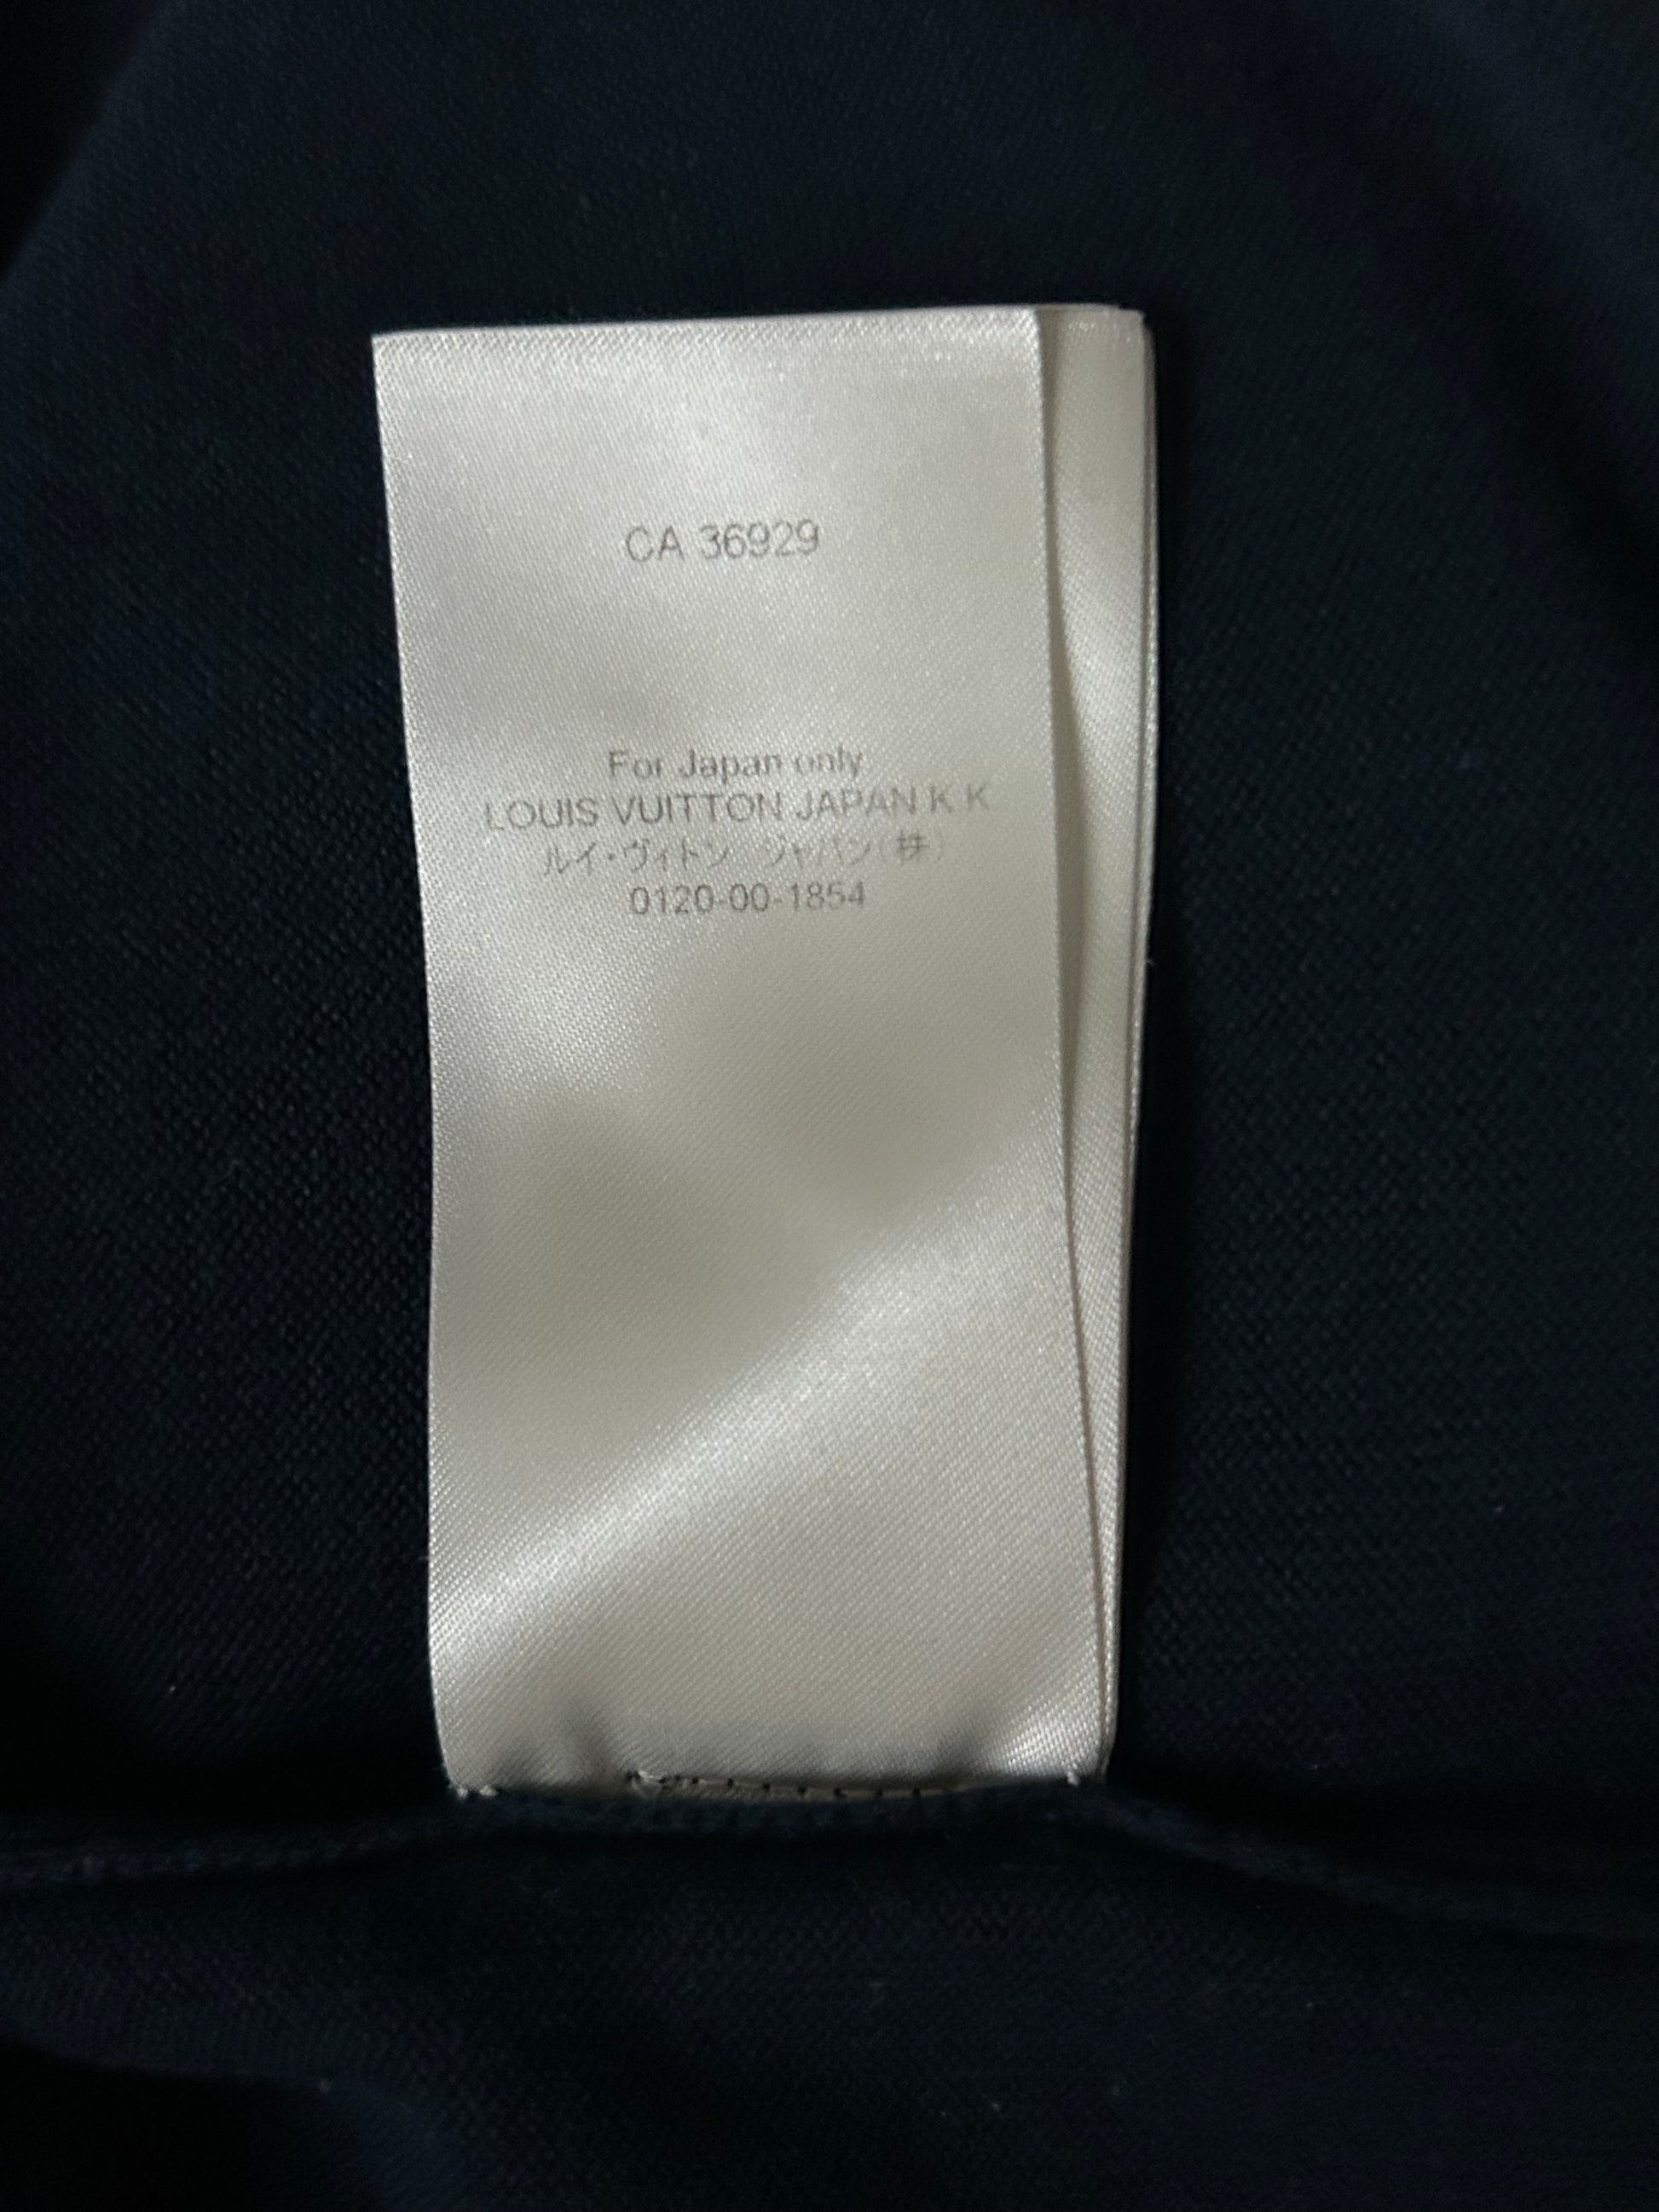 CA 36929
For Japan only
LOUIS VUITTON JAPAN K K
ルイ・ヴィトン ジャパン(株)
0120-00-1854